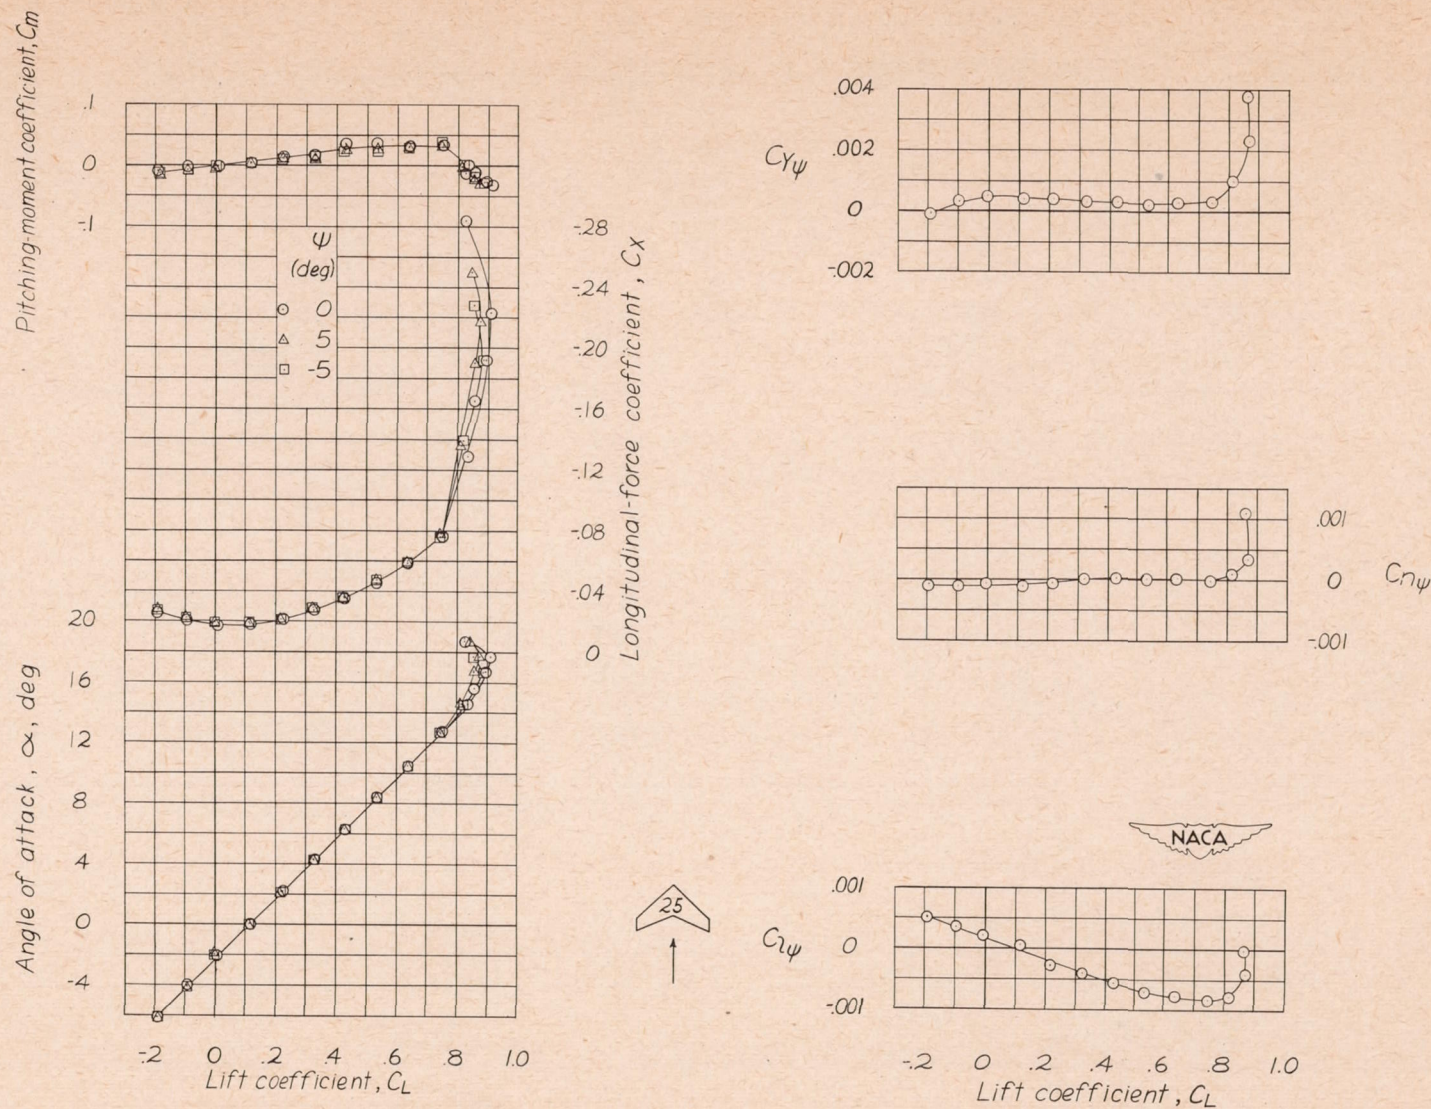 Pitching-moment coefficient, Cm
.1
0
-.1
ψ
(deg)
0
5
-5
-.28
-.24
-.20
-.16
-.12
-.08
-.04
0
Longitudinal-force coefficient, CX
20
16
12
8
4
0
-4
Angle of attack, α, deg
-.2 0 .2 .4 .6 .8 1.0
Lift coefficient, CL
25
.004
.002
0
-.002
CYψ
.001
0
-.001
Cnψ
NACA
.001
0
-.001
Clψ
-.2 0 .2 .4 .6 .8 1.0
Lift coefficient, CL